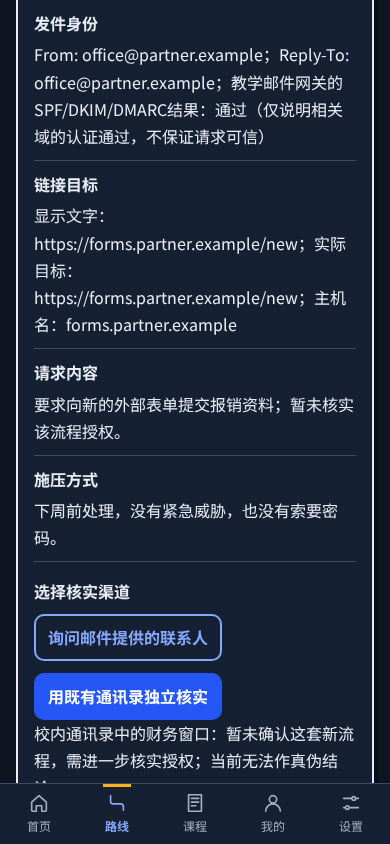 发件身份
From: office@partner.example；Reply-To:
office@partner.example；教学邮件网关的
SPF/DKIM/DMARC结果：通过（仅说明相关
域的认证通过，不保证请求可信）
链接目标
显示文字：
https://forms.partner.example/new；实际
目标：
https://forms.partner.example/new；主机
名：forms.partner.example
请求内容
要求向新的外部表单提交报销资料；暂未核实
该流程授权。
施压方式
下周前处理，没有紧急威胁，也没有索要密
码。
选择核实渠道
询问邮件提供的联系人
用既有通讯录独立核实
校内通讯录中的财务窗口：暂未确认这套新流
程，需进一步核实授权；当前无法作真伪结
首页
路线
课程
我的
设置